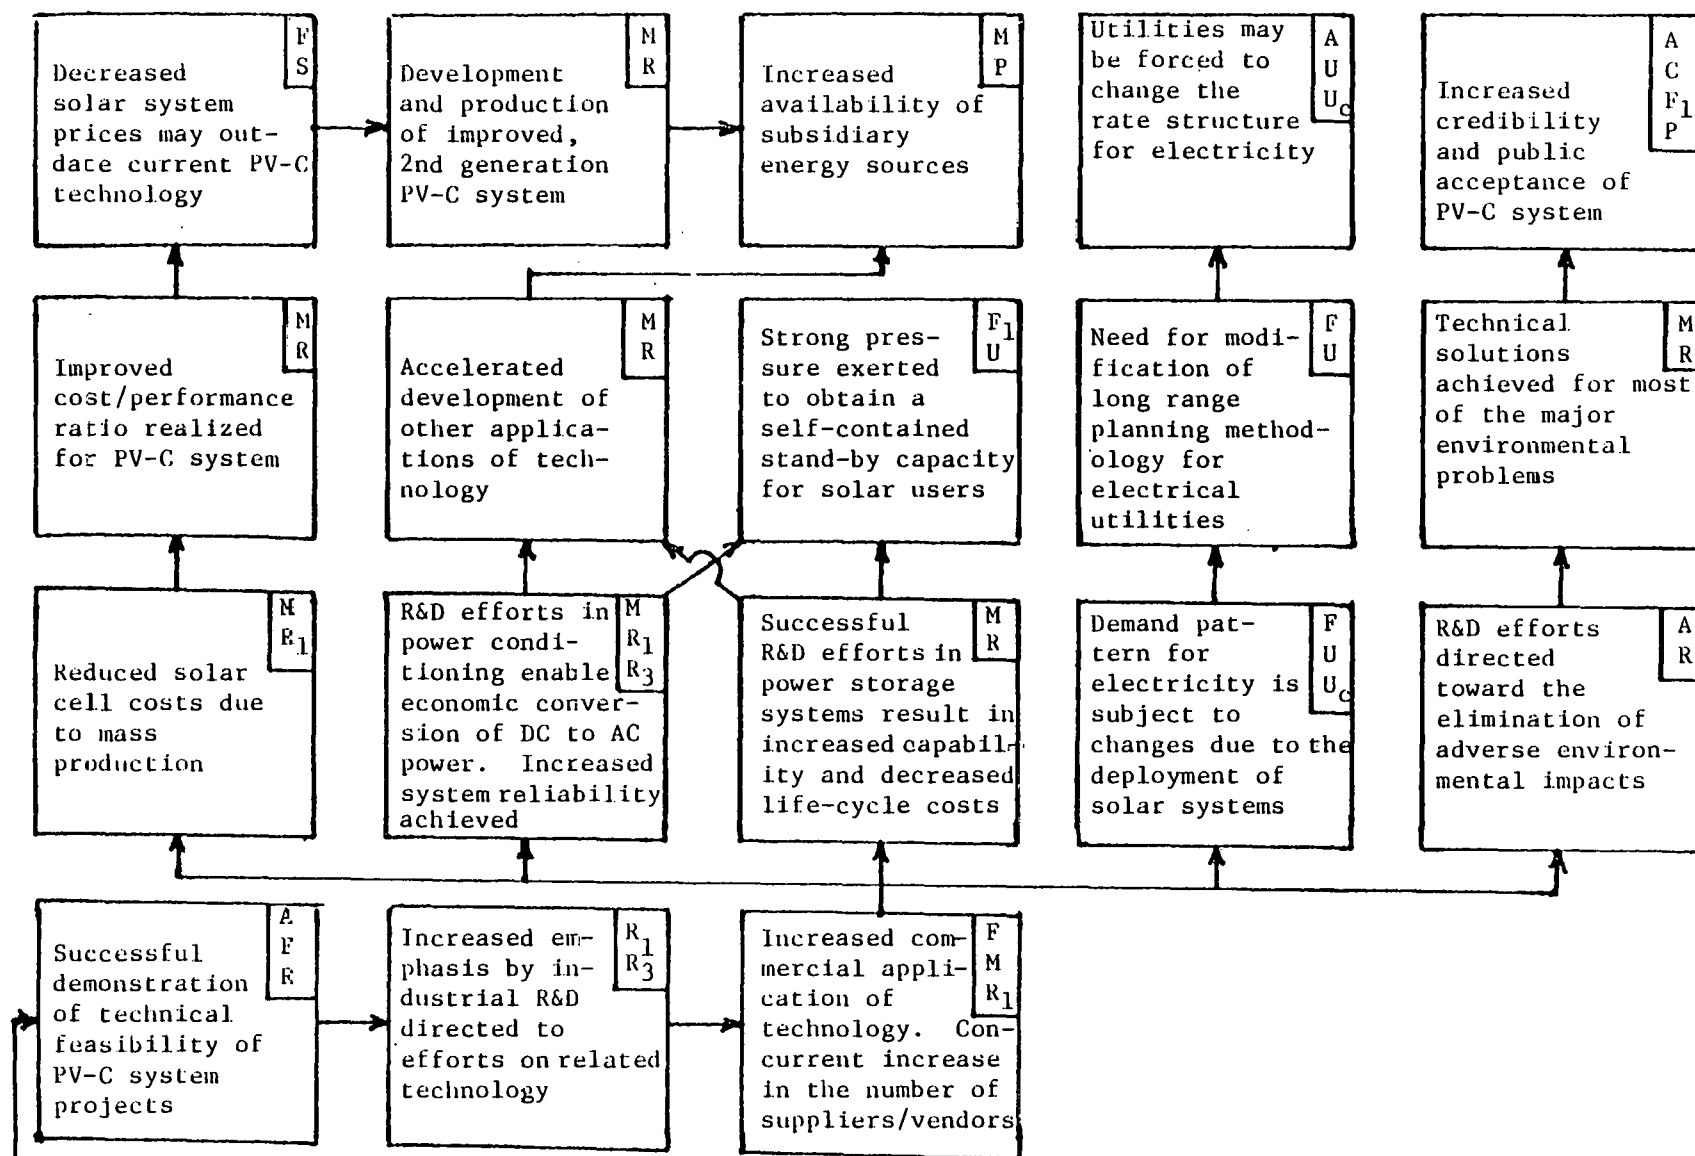 Decreased
solar system
prices may out-
date current PV-C
technology
F
S
Development
and production
of improved,
2nd generation
PV-C system
M
R
Increased
availability of
subsidiary
energy sources
M
P
Utilities may
be forced to
change the
rate structure
for electricity
A
U
Uc
Increased
credibility
and public
acceptance of
PV-C system
A
C
F1
P
Improved
cost/performance
ratio realized
for PV-C system
M
R
Accelerated
development of
other applica-
tions of tech-
nology
M
R
Strong pres-
sure exerted
to obtain a
self-contained
stand-by capacity
for solar users
F1
U
Need for modi-
fication of
long range
planning method-
ology for
electrical
utilities
F
U
Technical
solutions
achieved for most
of the major
environmental
problems
M
R
Reduced solar
cell costs due
to mass
production
M
R1
R&D efforts in
power condi-
tioning enable
economic conver-
sion of DC to AC
power. Increased
system reliability
achieved
M
R1
R3
Successful
R&D efforts in
power storage
systems result in
increased capabil-
ity and decreased
life-cycle costs
M
R
Demand pat-
tern for
electricity is
subject to
changes due to the
deployment of
solar systems
F
U
Uc
R&D efforts
directed
toward the
elimination of
adverse environ-
mental impacts
A
R
Successful
demonstration
of technical
feasibility of
PV-C system
projects
A
F
R
Increased em-
phasis by in-
dustrial R&D
directed to
efforts on related
technology
R1
R3
Increased com-
mercial appli-
cation of
technology. Con-
current increase
in the number of
suppliers/vendors
F
M
R1